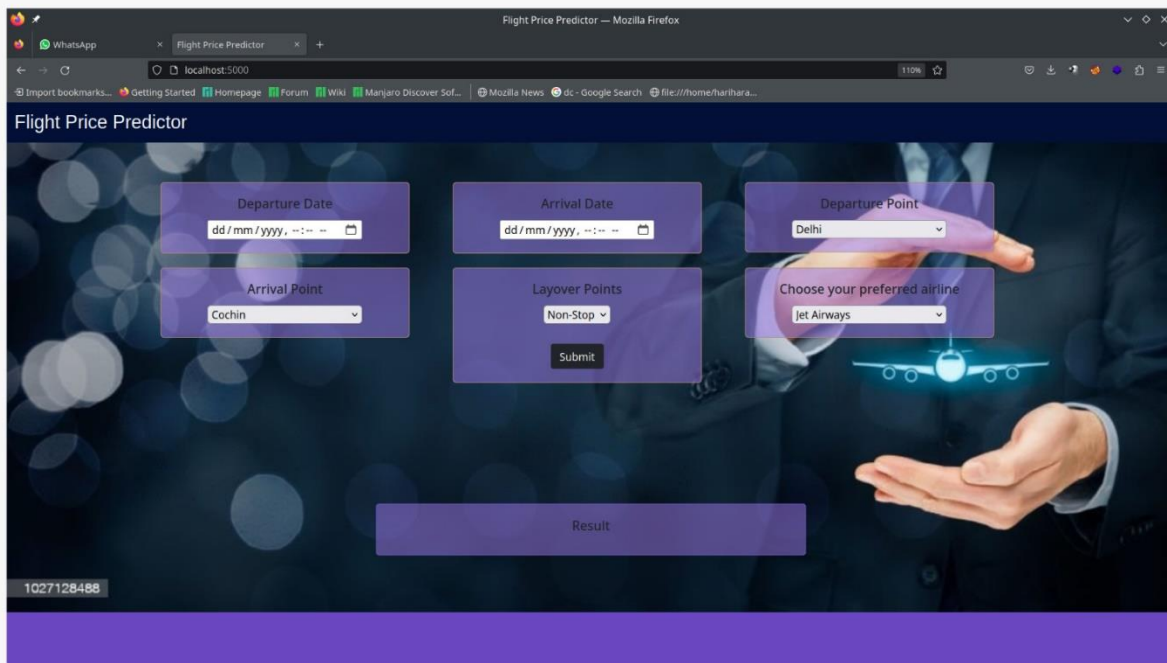 Flight Price Predictor — Mozilla Firefox
WhatsApp
Flight Price Predictor
localhost:5000
110%
Import bookmarks... Getting Started Homepage Forum Wiki Manjaro Discover Sof... Mozilla News dc - Google Search file:///home/harihara...
Flight Price Predictor
Departure Date Arrival Date Departure Point
dd/mm/yyyy, --:-- -- dd/mm/yyyy, --:-- -- Delhi
Arrival Point Layover Points Choose your preferred airline
Cochin Non-Stop Jet Airways
Submit
Result
1027128488